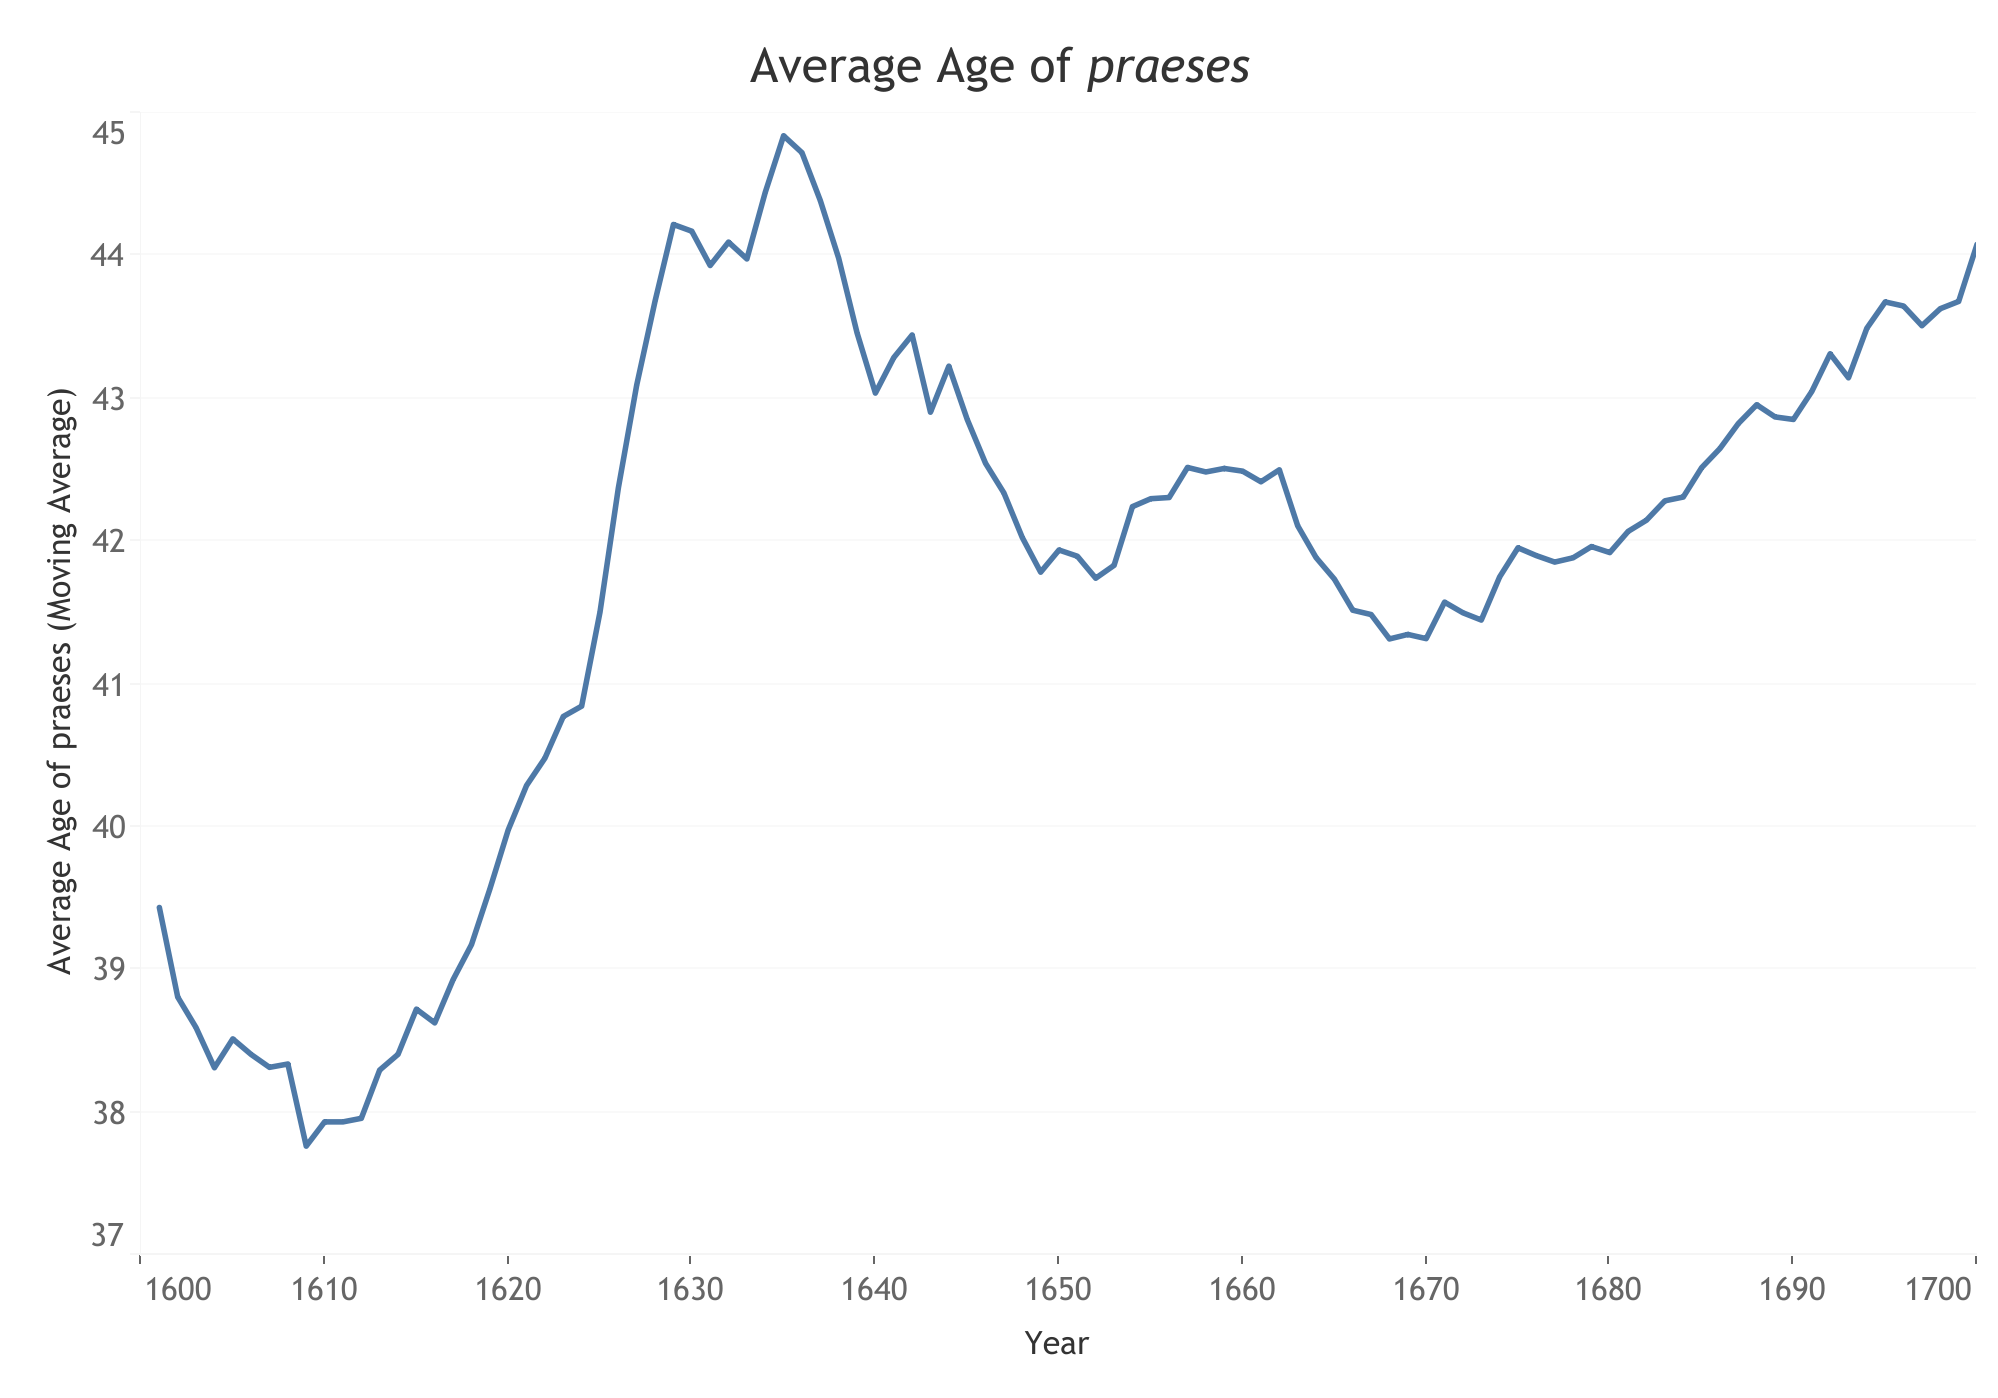 Average Age of praeses
Average Age of praeses (Moving Average)
45
44
43
42
41
40
39
38
37
1600 1610 1620 1630 1640 1650 1660 1670 1680 1690 1700
Year